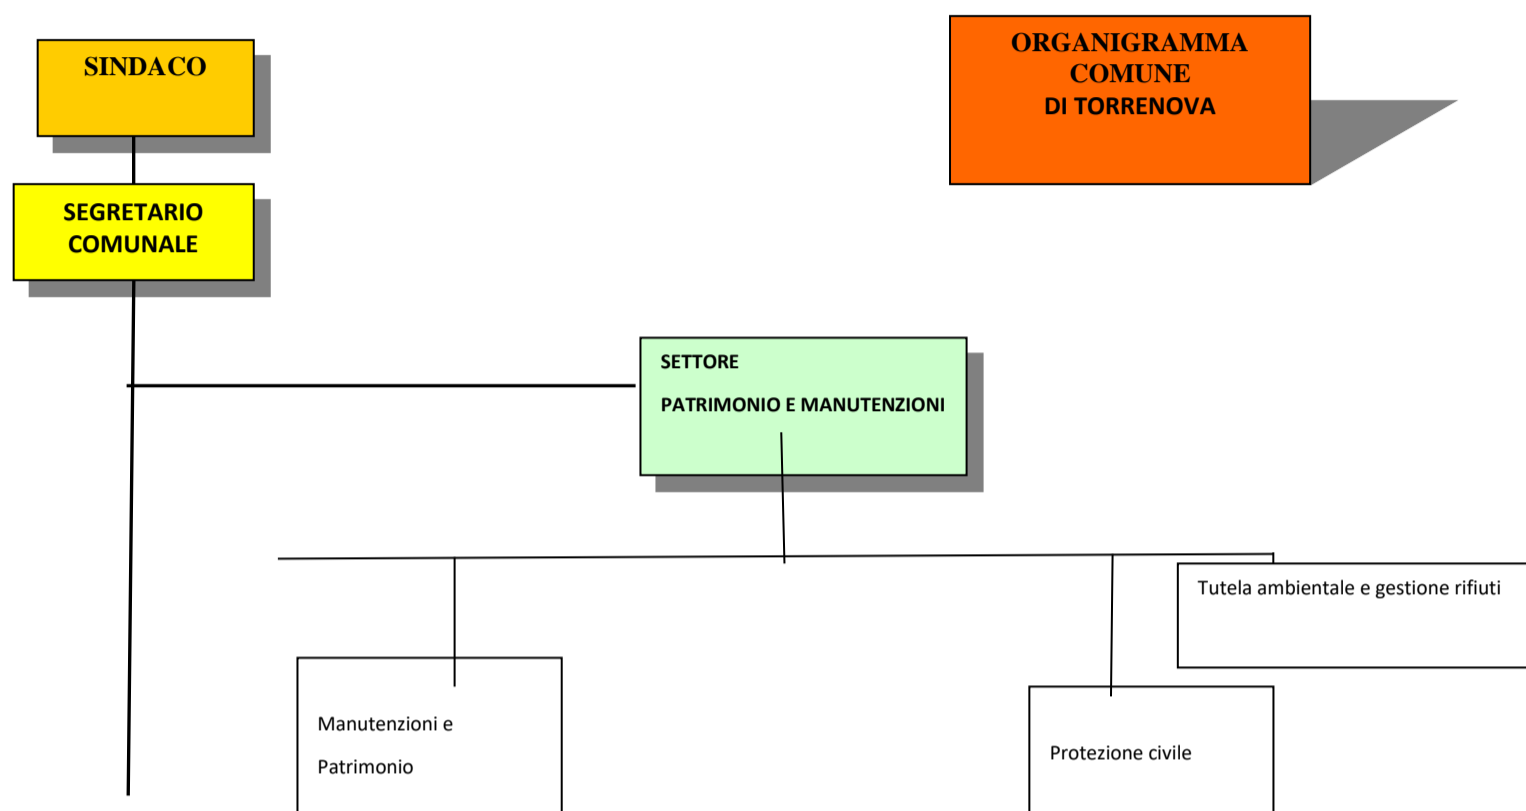 SINDACO
ORGANIGRAMMA
COMUNE
DI TORRENOVA
SEGRETARIO
COMUNALE
SETTORE
PATRIMONIO E MANUTENZIONI
Tutela ambientale e gestione rifiuti
Manutenzioni e
Patrimonio
Protezione civile